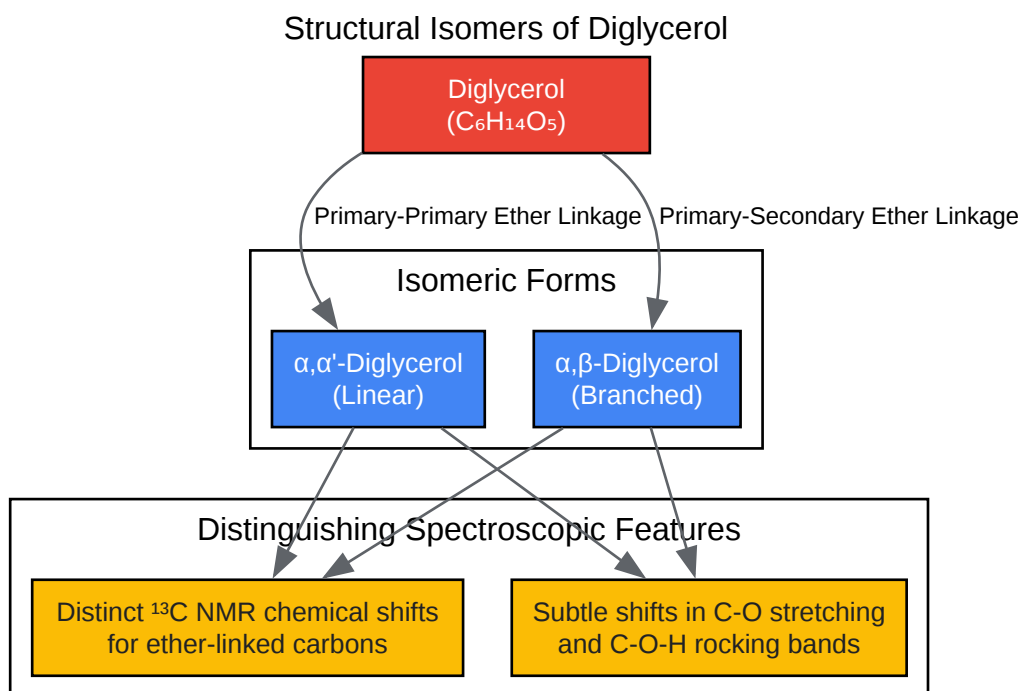 Structural Isomers of Diglycerol
Diglycerol
(C₆H₁₄O₅)
Primary-Primary Ether Linkage
Primary-Secondary Ether Linkage
Isomeric Forms
α,α'-Diglycerol
(Linear)
α,β-Diglycerol
(Branched)
Distinguishing Spectroscopic Features
Distinct ¹³C NMR chemical shifts
for ether-linked carbons
Subtle shifts in C-O stretching
and C-O-H rocking bands